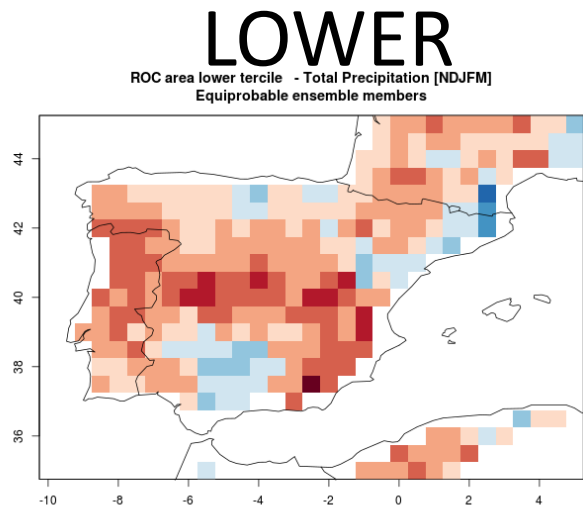 LOWER
ROC area lower tercile - Total Precipitation [NDJFM]
Equiprobable ensemble members
44
42
40
38
36
-10 -8 -6 -4 -2 0 2 4